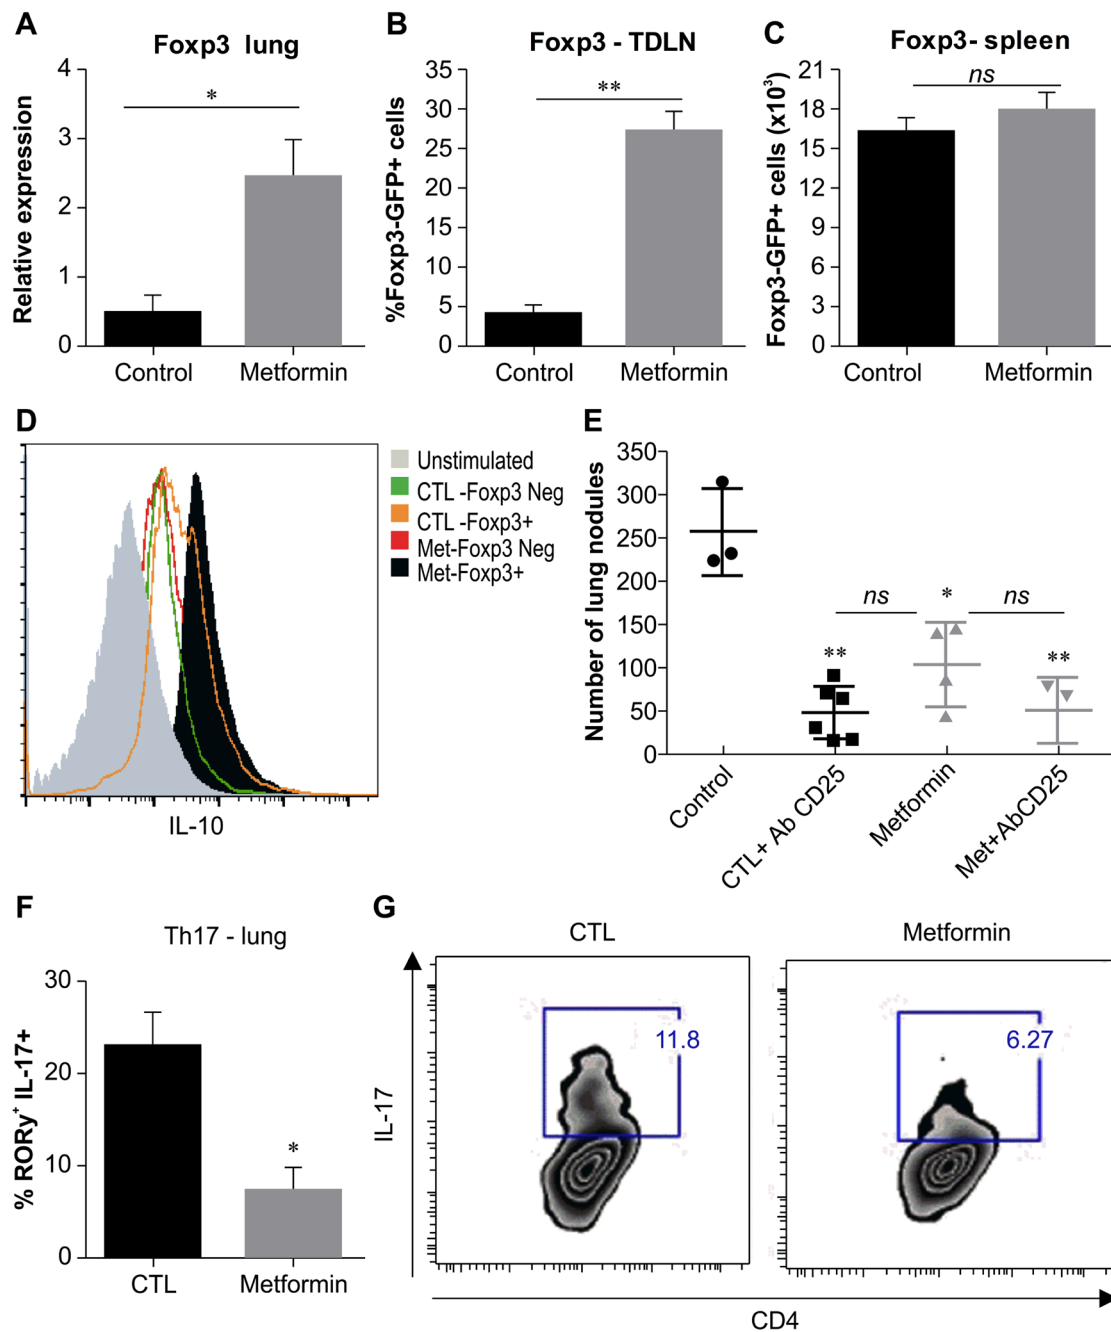 A
Foxp3 lung
Relative expression
4
3
2
1
0
*
Control
Metformin
B
Foxp3 - TDLN
%Foxp3-GFP+ cells
35
30
25
20
15
10
5
0
**
Control
Metformin
C
Foxp3- spleen
Foxp3-GFP+ cells (x10³)
21
18
15
12
9
6
3
0
ns
Control
Metformin
D
Unstimulated
CTL -Foxp3 Neg
CTL -Foxp3+
Met-Foxp3 Neg
Met-Foxp3+
IL-10
E
Number of lung nodules
350
300
250
200
150
100
50
0
ns
*
ns
**
**
Control
CTL+ Ab CD25
Metformin
Met+AbCD25
F
Th17 - lung
% RORγ⁺ IL-17+
30
20
10
0
*
CTL
Metformin
G
CTL
Metformin
11.8
6.27
IL-17
CD4